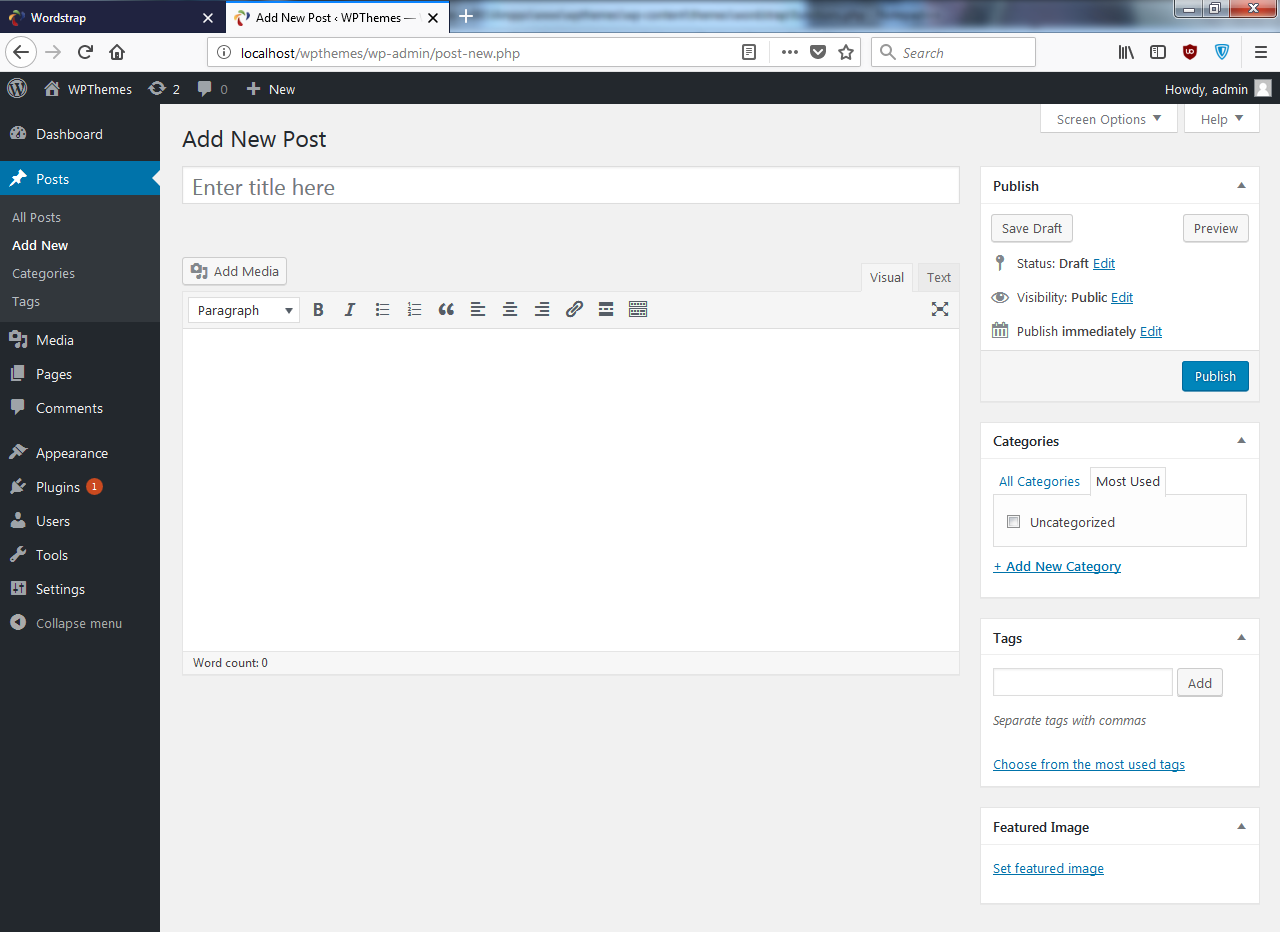 Wordstrap
Add New Post ‹ WPThemes —
localhost/wpthemes/wp-admin/post-new.php
Search
WPThemes 2 0 New
Howdy, admin
Dashboard
Posts
All Posts
Add New
Categories
Tags
Media
Pages
Comments
Appearance
Plugins 1
Users
Tools
Settings
Collapse menu
Screen Options
Help
Add New Post
Enter title here
Add Media
Visual
Text
Paragraph
B I
Word count: 0
Publish
Save Draft
Preview
Status: Draft Edit
Visibility: Public Edit
Publish immediately Edit
Publish
Categories
All Categories
Most Used
Uncategorized
+ Add New Category
Tags
Add
Separate tags with commas
Choose from the most used tags
Featured Image
Set featured image